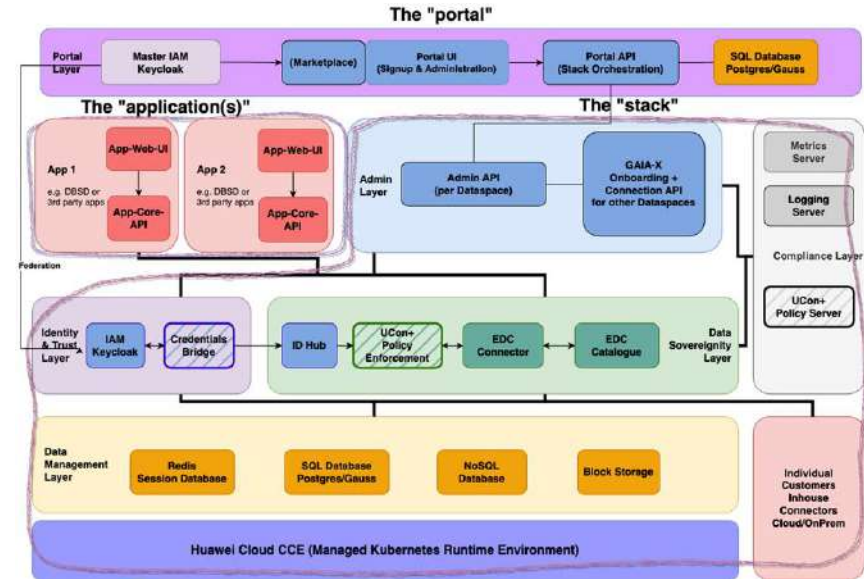 The "portal"
Portal
Layer
Master IAM
Keycloak
(Marketplace)
Portal UI
(Signup & Administration)
Portal API
(Stack Orchestration)
SQL Database
Postgres/Gauss
The "application(s)"
The "stack"
App 1
e.g. DBSD or
3rd party apps
App-Web-UI
App-Core-
API
App 2
e.g. DBSD or
3rd party apps
App-Web-UI
App-Core-
API
Admin
Layer
Admin API
(per Dataspace)
GAIA-X
Onboarding +
Connection API
for other Dataspaces
Metrics
Server
Logging
Server
Compliance Layer
UCon+
Policy Server
Federation
Identity
& Trust
Layer
IAM
Keycloak
Credentials
Bridge
ID Hub
UCon+
Policy
Enforcement
EDC
Connector
EDC
Catalogue
Data
Sovereignity
Layer
Data
Management
Layer
Redis
Session Database
SQL Database
Postgres/Gauss
NoSQL
Database
Block Storage
Individual
Customers
Inhouse
Connectors
Cloud/OnPrem
Huawei Cloud CCE (Managed Kubernetes Runtime Environment)